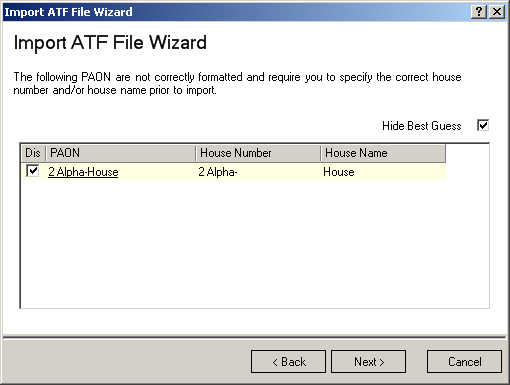 Import ATF File Wizard
Import ATF File Wizard
The following PAON are not correctly formatted and require you to specify the correct house
number and/or house name prior to import.
Hide Best Guess
Dis PAON House Number House Name
2 Alpha-House 2 Alpha- House
< Back Next > Cancel